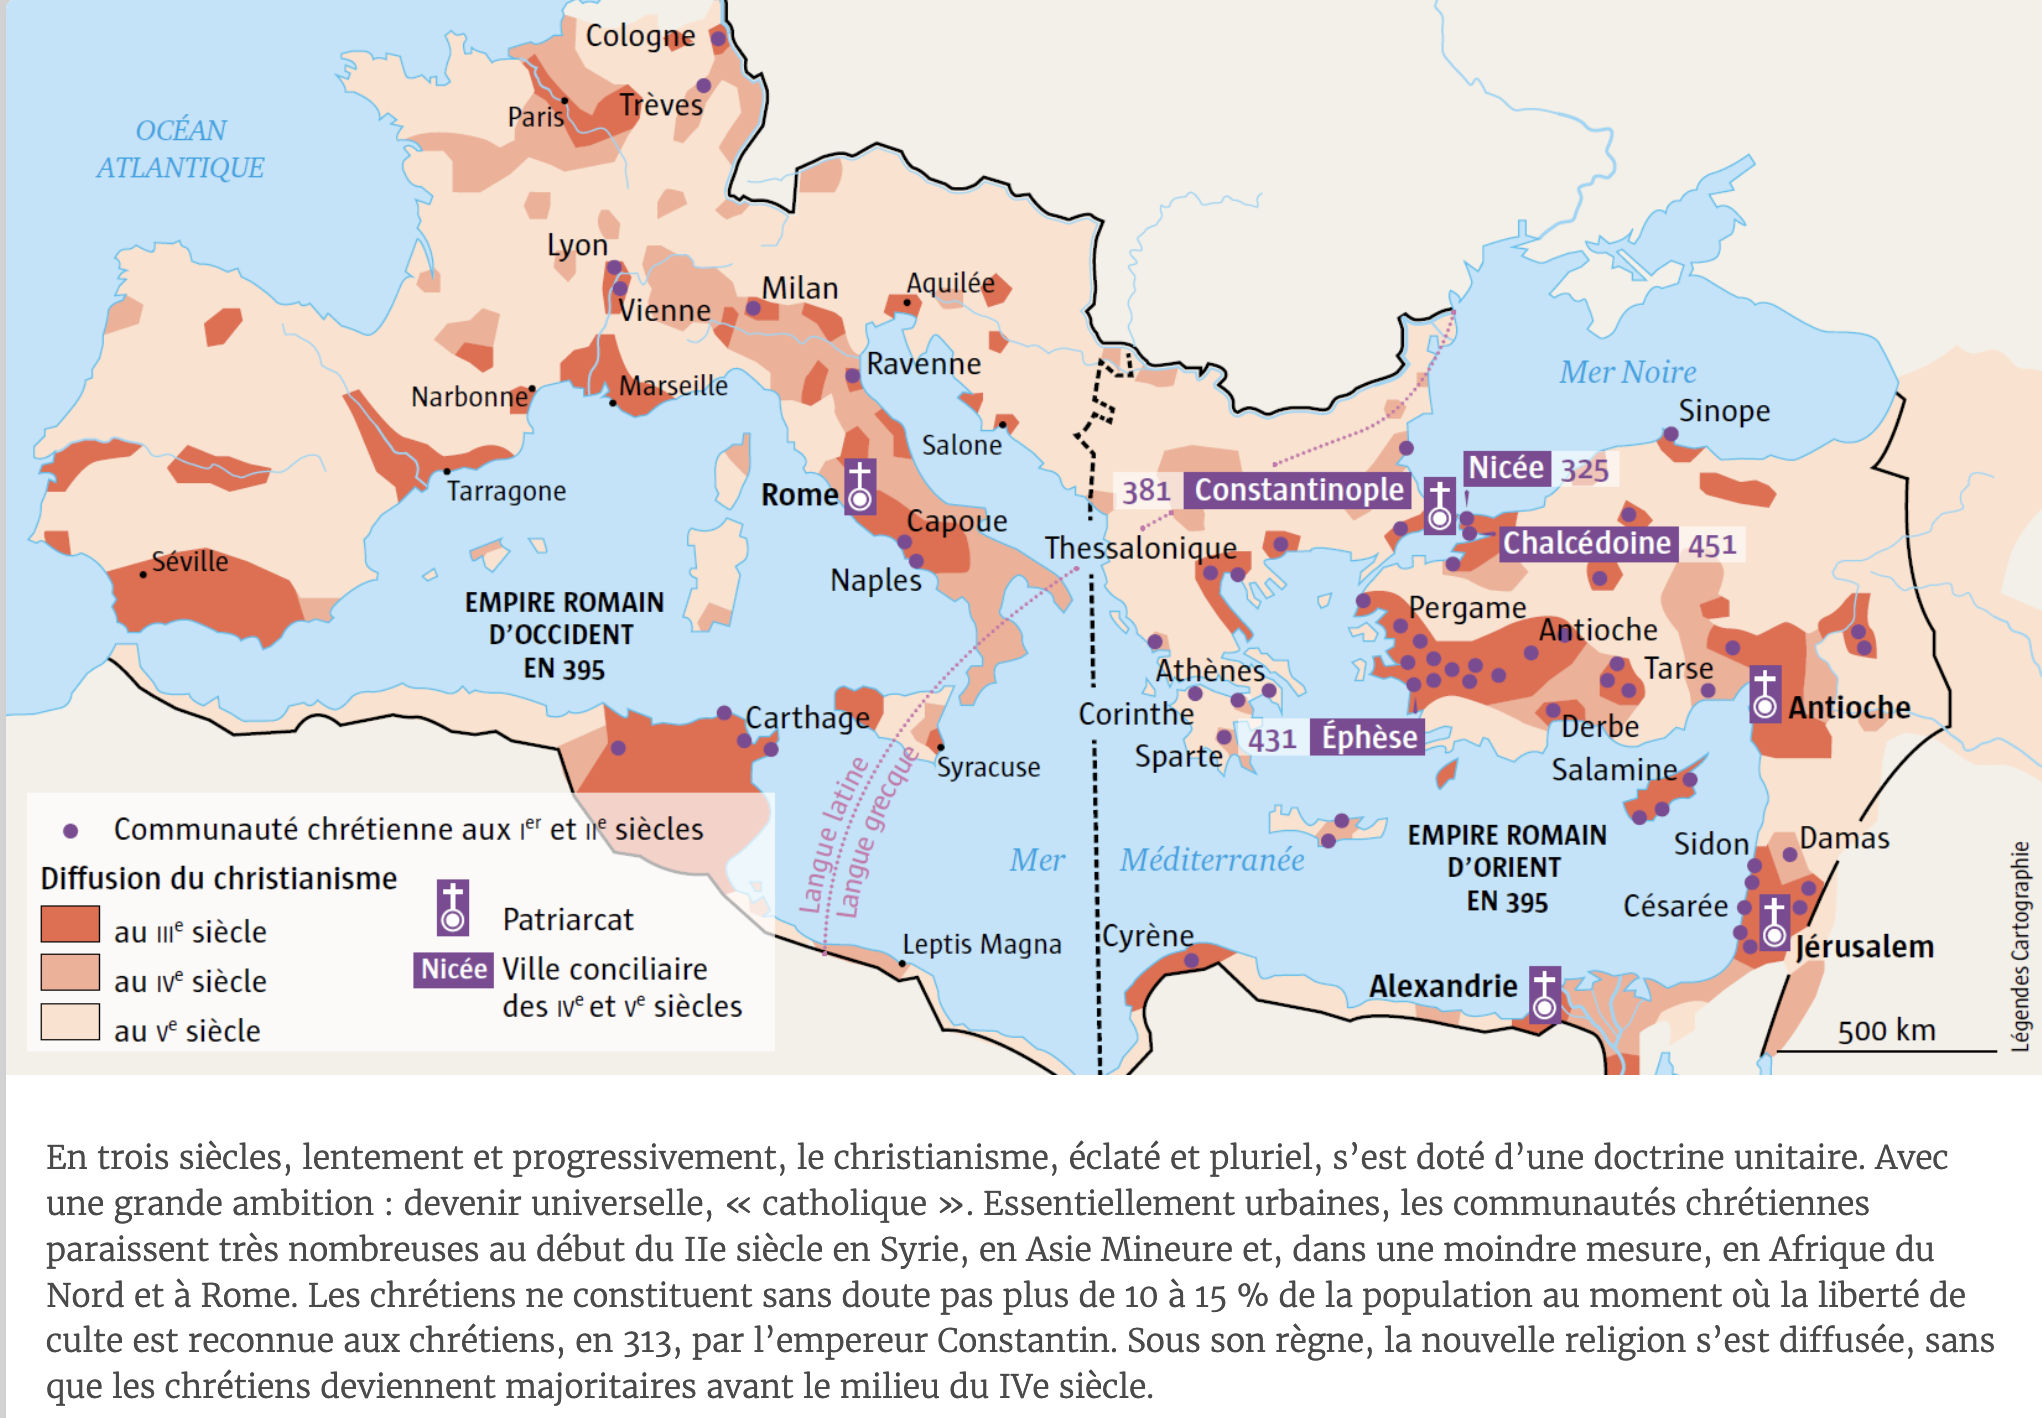 Cologne
Paris
Trèves
OCÉAN
ATLANTIQUE
Lyon
Vienne
Milan
Aquilée
Ravenne
Narbonne
Marseille
Salone
Mer Noire
Sinope
Tarragone
Rome
Capoue
381 Constantinople
Nicée 325
Chalcédoine 451
Séville
Naples
Thessalonique
EMPIRE ROMAIN
D'OCCIDENT
EN 395
Pergame
Antioche
Athènes
Tarse
Antioche
Carthage
Corinthe
Sparte
431 Éphèse
Derbe
Syracuse
Salamine
Langue latine
Langue grecque
Mer Méditerranée
EMPIRE ROMAIN
D'ORIENT
EN 395
Sidon
Damas
Césarée
Jérusalem
Leptis Magna
Cyrène
Alexandrie
500 km
Légendes Cartographie
Communauté chrétienne aux Ier et IIe siècles
Diffusion du christianisme
au IIIe siècle
au IVe siècle
au Ve siècle
Patriarcat
Nicée Ville conciliaire
des IVe et Ve siècles
En trois siècles, lentement et progressivement, le christianisme, éclaté et pluriel, s'est doté d'une doctrine unitaire. Avec
une grande ambition : devenir universelle, « catholique ». Essentiellement urbaines, les communautés chrétiennes
paraissent très nombreuses au début du IIe siècle en Syrie, en Asie Mineure et, dans une moindre mesure, en Afrique du
Nord et à Rome. Les chrétiens ne constituent sans doute pas plus de 10 à 15 % de la population au moment où la liberté de
culte est reconnue aux chrétiens, en 313, par l'empereur Constantin. Sous son règne, la nouvelle religion s'est diffusée, sans
que les chrétiens deviennent majoritaires avant le milieu du IVe siècle.